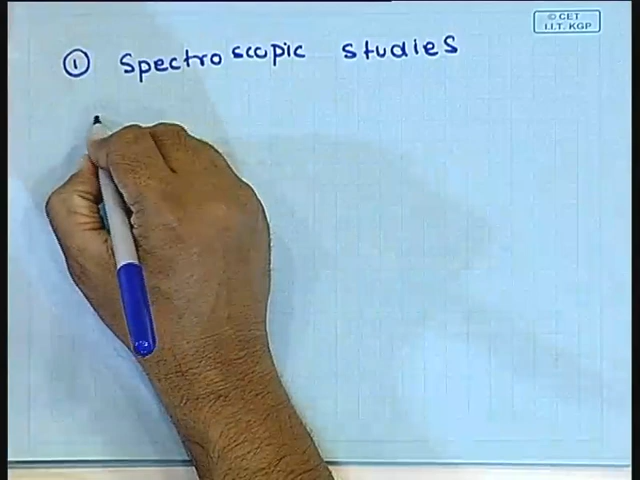 © CET
I.I.T. KGP
① Spectroscopic studies